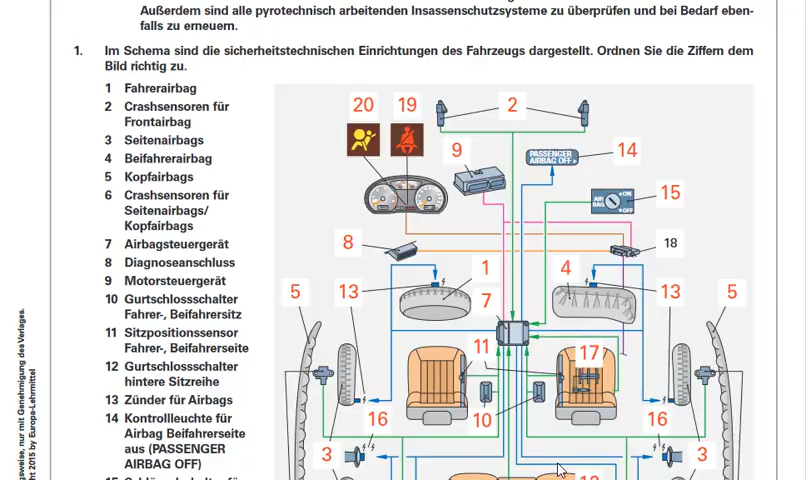 Außerdem sind alle pyrotechnisch arbeitenden Insassenschutzsysteme zu überprüfen und bei Bedarf eben-
falls zu erneuern.
1. Im Schema sind die sicherheitstechnischen Einrichtungen des Fahrzeugs dargestellt. Ordnen Sie die Ziffern dem
Bild richtig zu.
1 Fahrerairbag
2 Crashsensoren für
Frontairbag
3 Seitenairbags
4 Beifahrerairbag
5 Kopfairbags
6 Crashsensoren für
Seitenairbags/
Kopfairbags
7 Airbagsteuergerät
8 Diagnoseanschluss
9 Motorsteuergerät
10 Gurtschlossschalter
Fahrer-, Beifahrersitz
11 Sitzpositionssensor
Fahrer-, Beifahrerseite
12 Gurtschlossschalter
hintere Sitzreihe
13 Zünder für Airbags
14 Kontrollleuchte für
Airbag Beifahrerseite
aus (PASSENGER
AIRBAG OFF)
20 19 2
9
PASSENGER
AIRBAG OFF
14
AIR
BAG
ON
OFF
15
8
18
1 4
5 13 13 5
7
11 17
10
16 16
3 3
3 3
gsweise, nur mit Genehmigung des Verlages.
ht 2015 by Europa-Lehrmittel